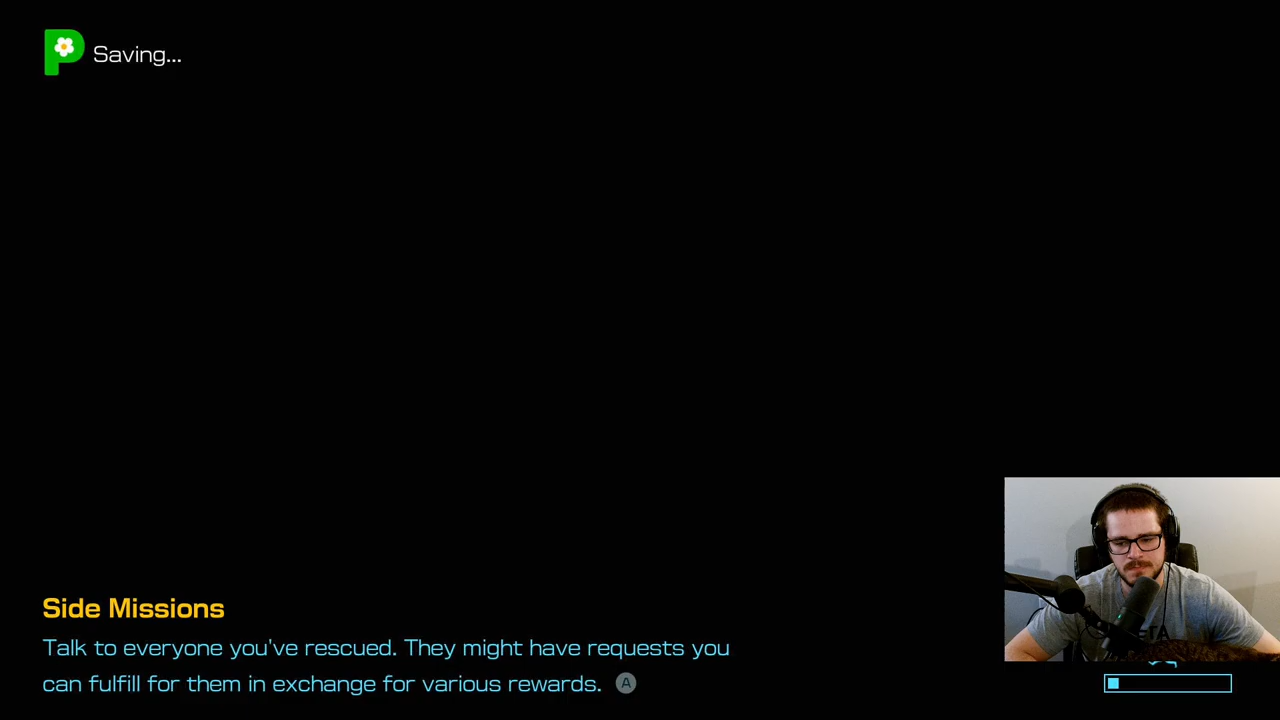 P Saving...
Side Missions
Talk to everyone you've rescued. They might have requests you
can fulfill for them in exchange for various rewards. A